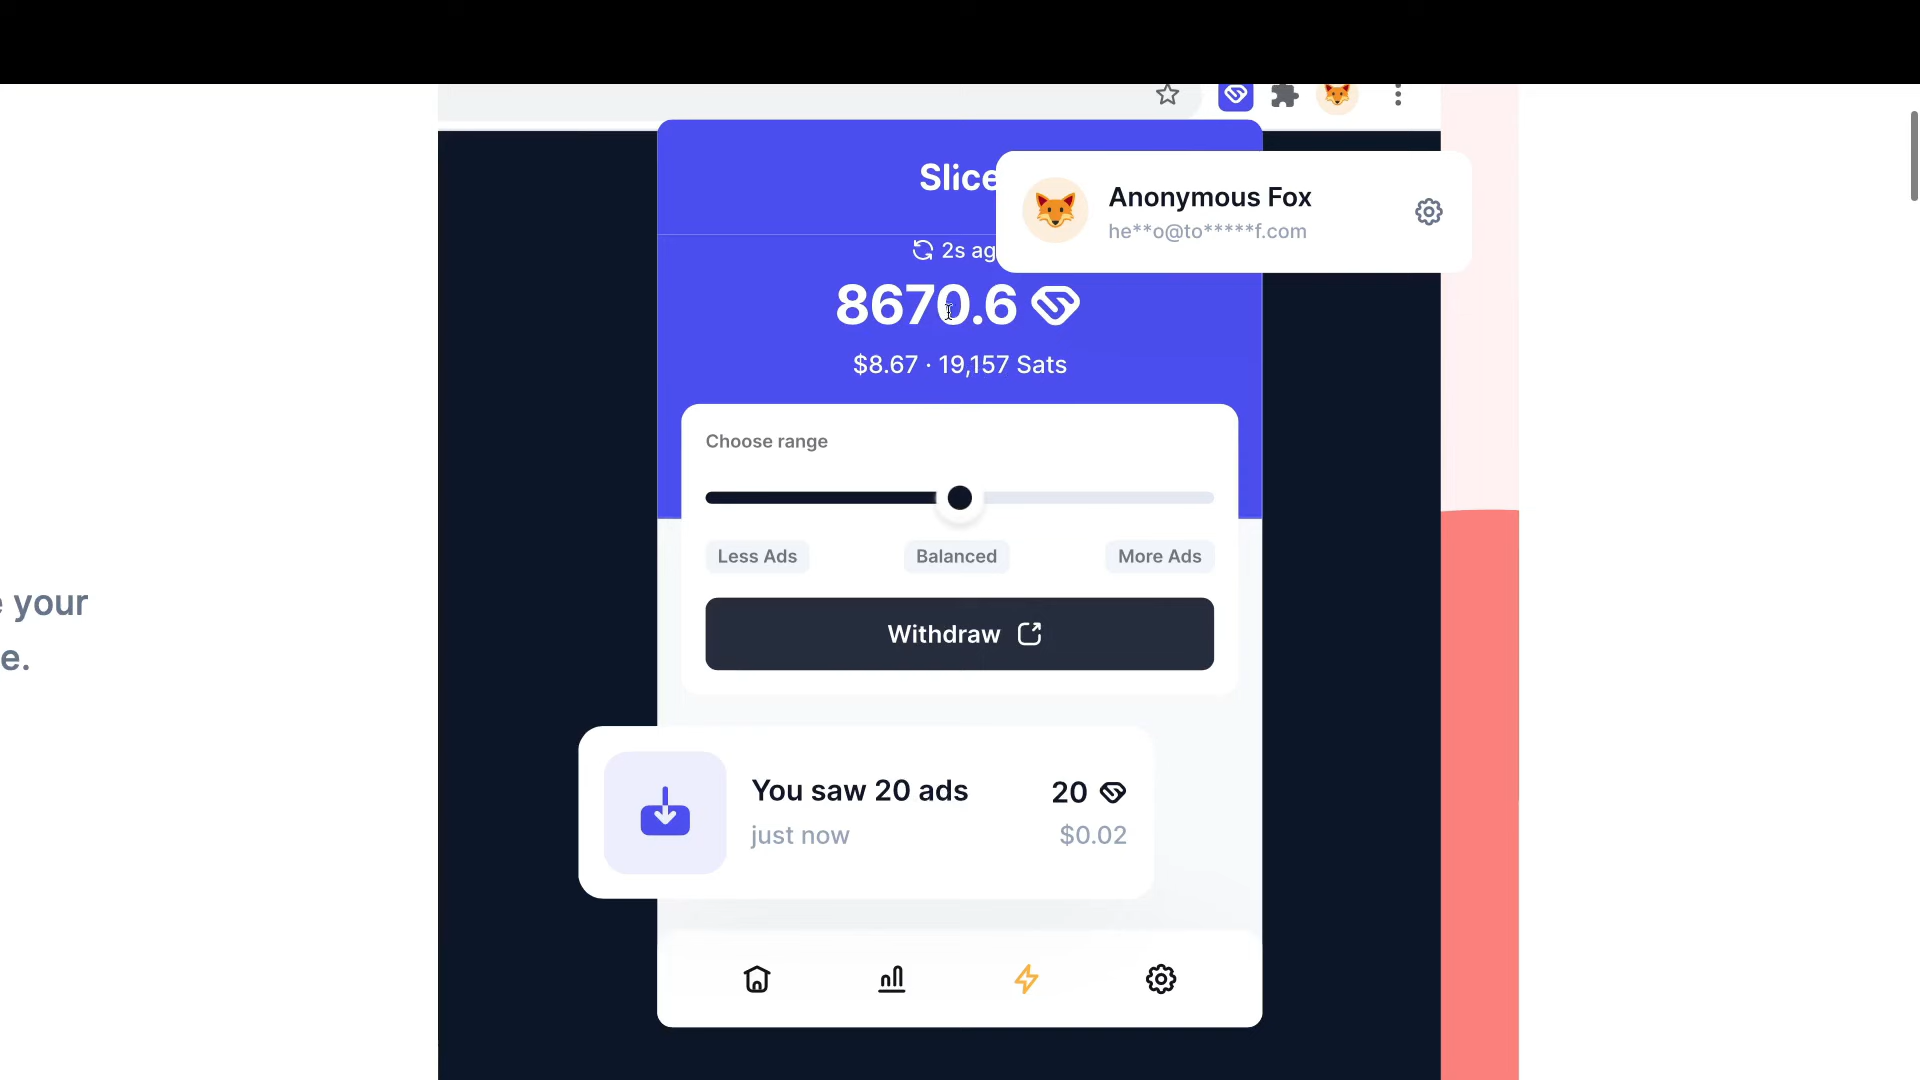 Slice
Anonymous Fox
he**o@to*****f.com
2s ag
8670.6
$8.67 · 19,157 Sats
Choose range
Less Ads
Balanced
More Ads
e your
Withdraw
e.
You saw 20 ads
20
just now
$0.02